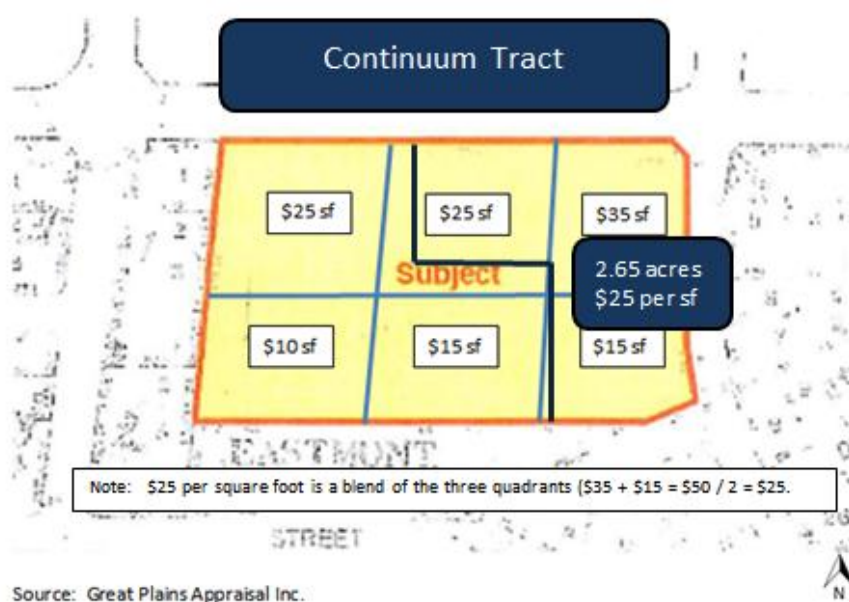 Continuum Tract
$25 sf
$25 sf
$35 sf
Subject
2.65 acres
$25 per sf
$10 sf
$15 sf
$15 sf
EASTMONT
Note: $25 per square foot is a blend of the three quadrants ($35 + $15 = $50 / 2 = $25.
STREET
N
Source: Great Plains Appraisal Inc.